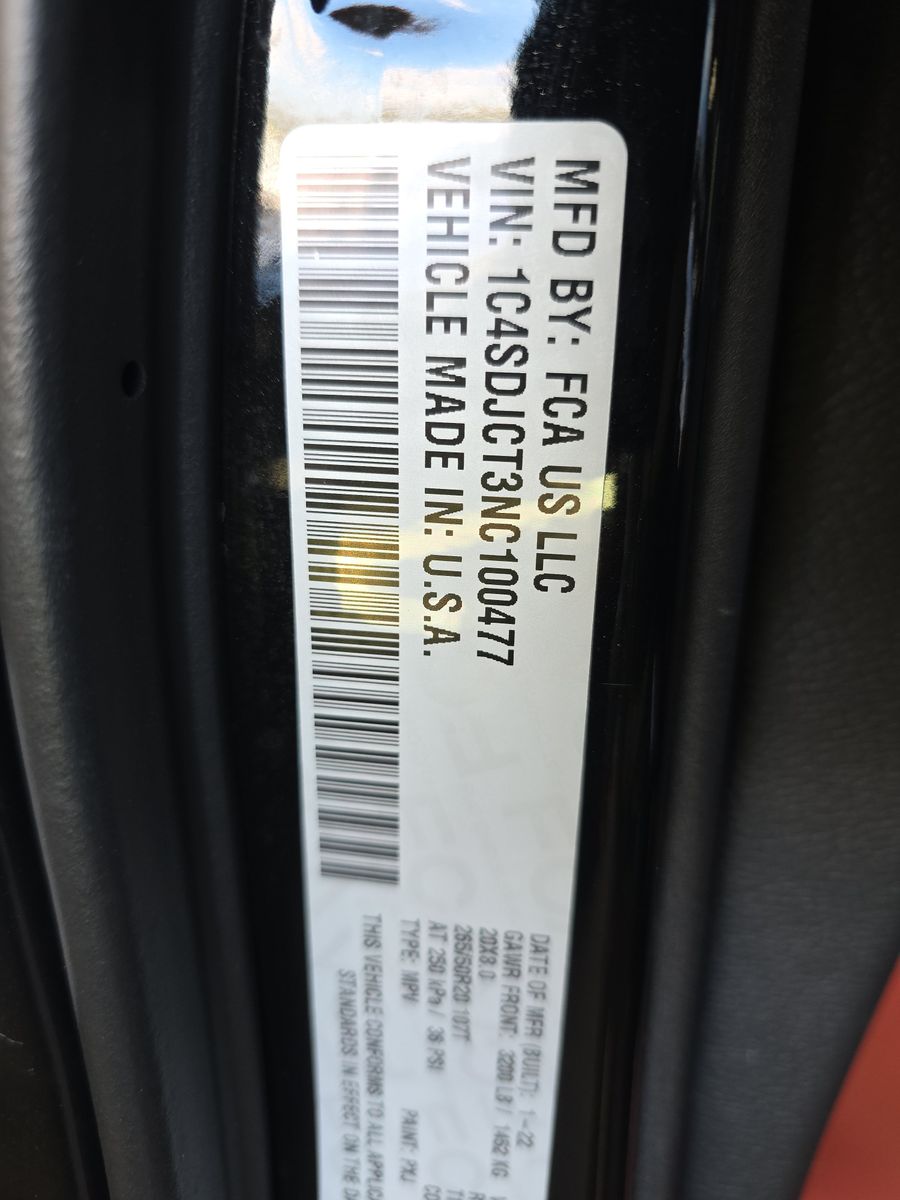 MFD BY: FCA US LLC
VIN: 1C4SDJCT3NC100477
VEHICLE MADE IN: U.S.A.
DATE OF MFR (BUILT): 1-22
GAWR FRONT: 3200 LB / 1452 KG
20X8.0
265/50R20 107T
AT 250 kPa / 36 PSI
TYPE: MPV PAINT: PXJ
THIS VEHICLE CONFORMS TO ALL APPLIC
STANDARDS IN EFFECT ON THE DA